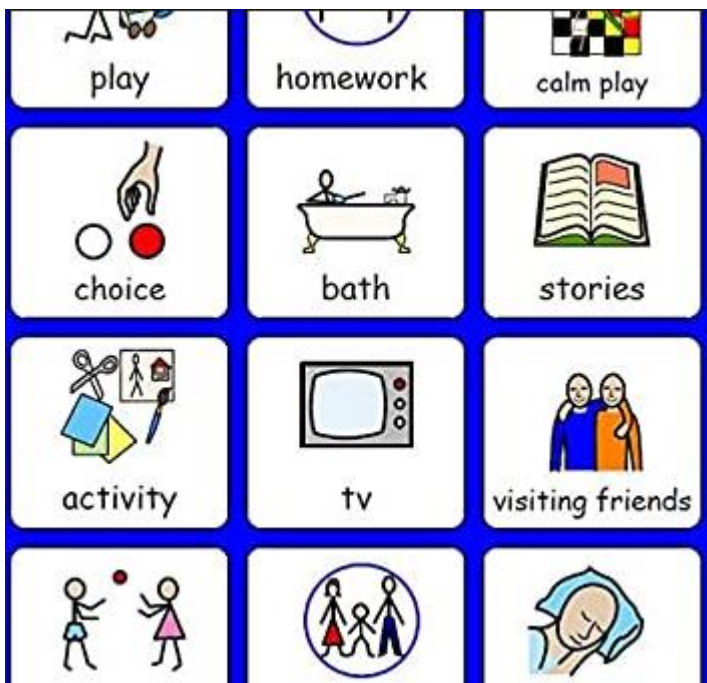 play
homework
calm play
choice
bath
stories
activity
tv
visiting friends